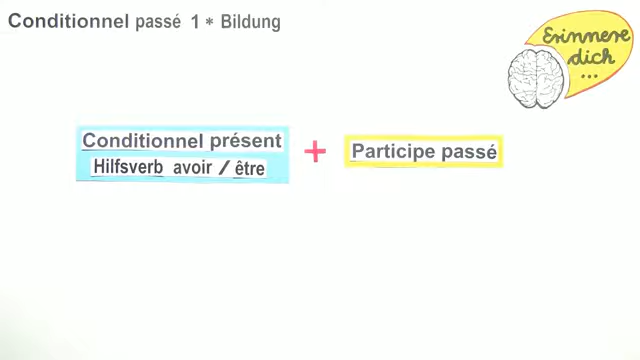 Conditionnel passé 1 * Bildung
Erinnere
dich
...
Conditionnel présent
Hilfsverb avoir / être
+
Participe passé